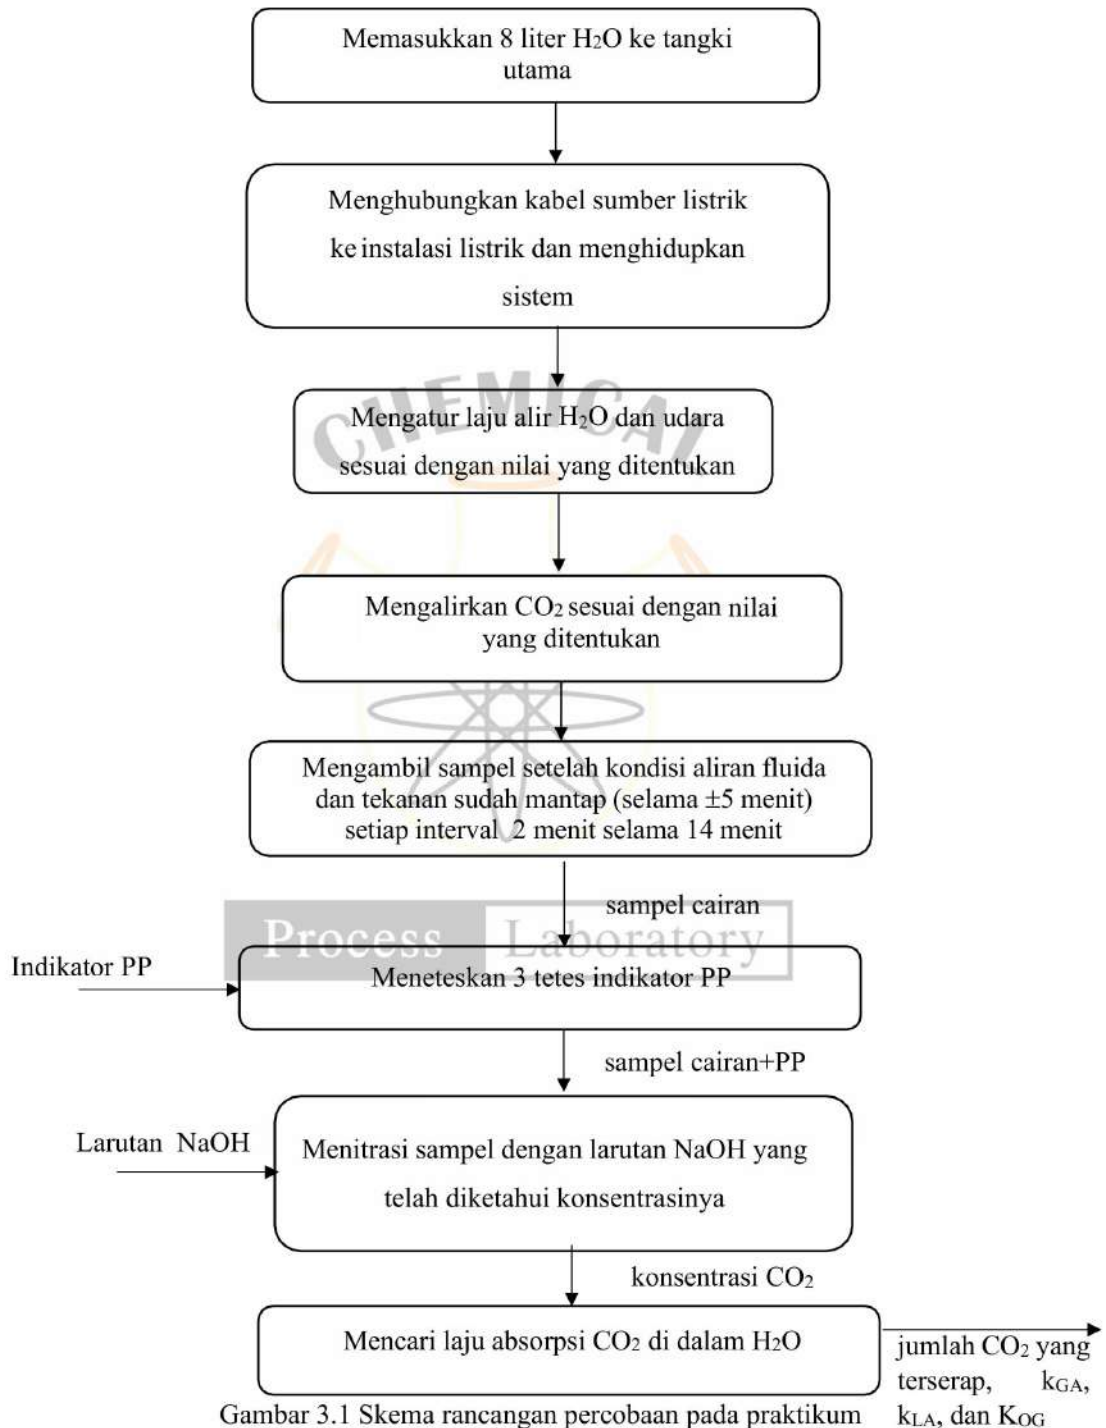 Memasukkan 8 liter H₂O ke tangki
utama
Menghubungkan kabel sumber listrik
ke instalasi listrik dan menghidupkan
sistem
CHEMICAL
Mengatur laju alir H₂O dan udara
sesuai dengan nilai yang ditentukan
Mengalirkan CO₂ sesuai dengan nilai
yang ditentukan
Mengambil sampel setelah kondisi aliran fluida
dan tekanan sudah mantap (selama ±5 menit)
setiap interval 2 menit selama 14 menit
sampel cairan
Process Laboratory
Indikator PP
Meneteskan 3 tetes indikator PP
sampel cairan+PP
Larutan NaOH
Menitrasi sampel dengan larutan NaOH yang
telah diketahui konsentrasinya
konsentrasi CO₂
Mencari laju absorpsi CO₂ di dalam H₂O
jumlah CO₂ yang
terserap, kGA,
kLA, dan KOG
Gambar 3.1 Skema rancangan percobaan pada praktikum